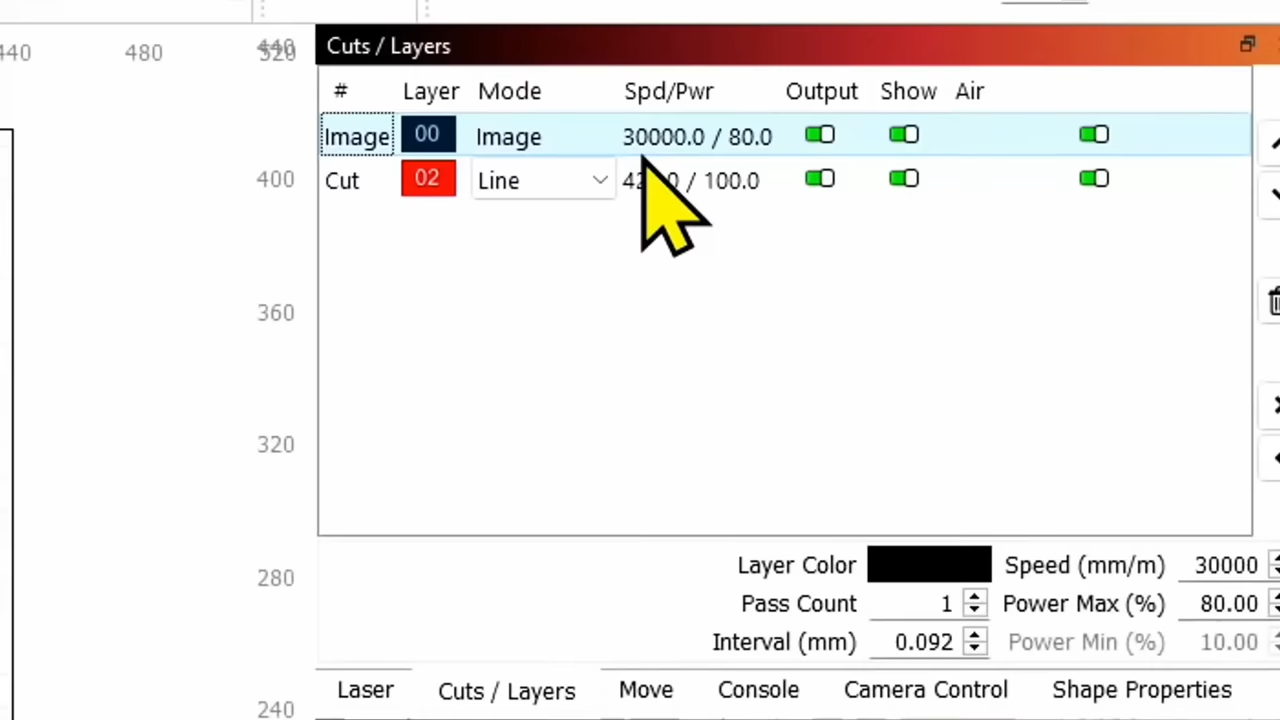 Cuts / Layers
# Layer Mode Spd/Pwr Output Show Air
Image 00 Image 30000.0 / 80.0
Cut 02 Line / 100.0
440 480 520
440
400
360
320
280
240
Layer Color Speed (mm/m) 30000
Pass Count 1 Power Max (%) 80.00
Interval (mm) 0.092 Power Min (%) 10.00
Laser Cuts / Layers Move Console Camera Control Shape Properties